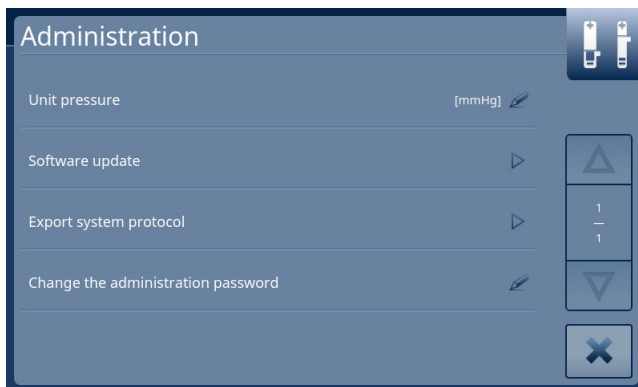 Administration
Unit pressure [mmHg]
Software update
Export system protocol
Change the administration password
1
1